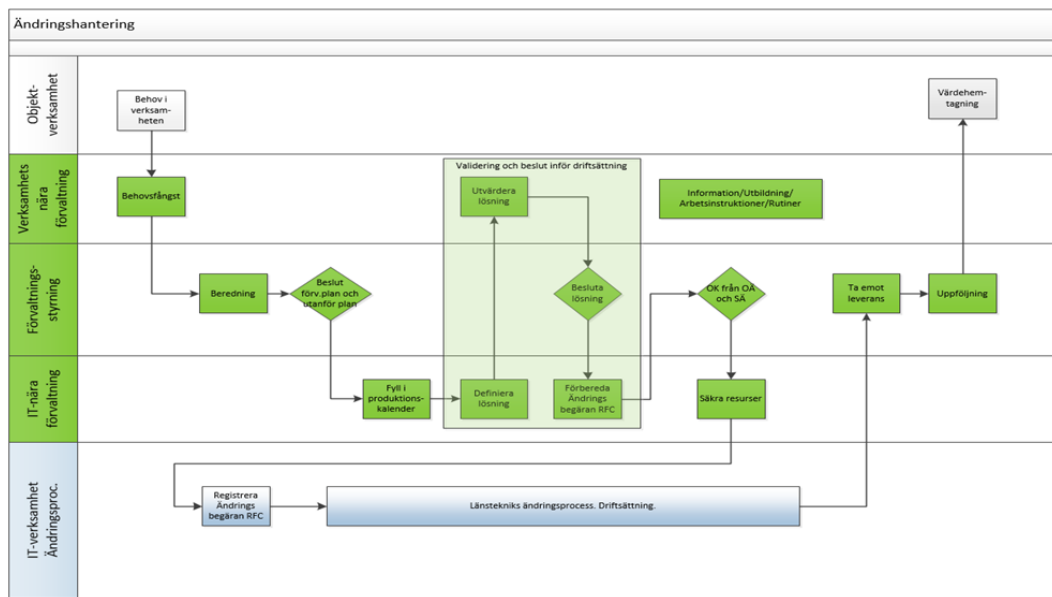 Ändringshantering
Objekt-
verksamhet
Behov i
verksam-
heten
Värdehem-
tagning
Verksamhets
nära
förvaltning
Behovsfångst
Validering och beslut inför driftsättning
Utvärdera
lösning
Information/Utbildning/
Arbetsinstruktioner/Rutiner
Förvaltnings-
styrning
Beredning
Beslut
förv.plan och
utanför plan
Besluta
lösning
OK från OÄ
och SÄ
Ta emot
leverans
Uppföljning
IT-nära
förvaltning
Fyll i
produktions-
kalender
Definiera
lösning
Förbereda
Ändrings
begäran RFC
Säkra resurser
IT-verksamhet
Ändringsproc.
Registrera
Ändrings
begäran RFC
Länstekniks ändringsprocess. Driftsättning.